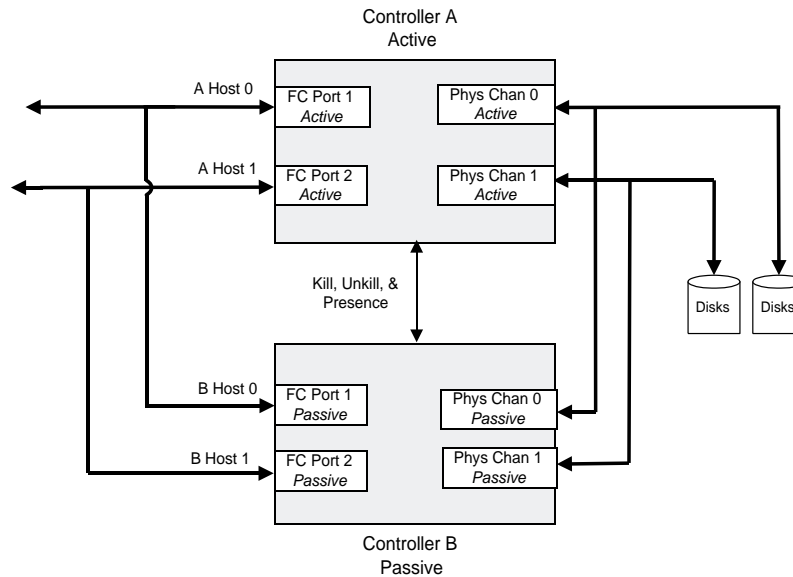 Controller A
Active
A Host 0
FC Port 1
Active
Phys Chan 0
Active
A Host 1
FC Port 2
Active
Phys Chan 1
Active
Kill, Unkill, &
Presence
Disks
Disks
B Host 0
FC Port 1
Passive
Phys Chan 0
Passive
B Host 1
FC Port 2
Passive
Phys Chan 1
Passive
Controller B
Passive